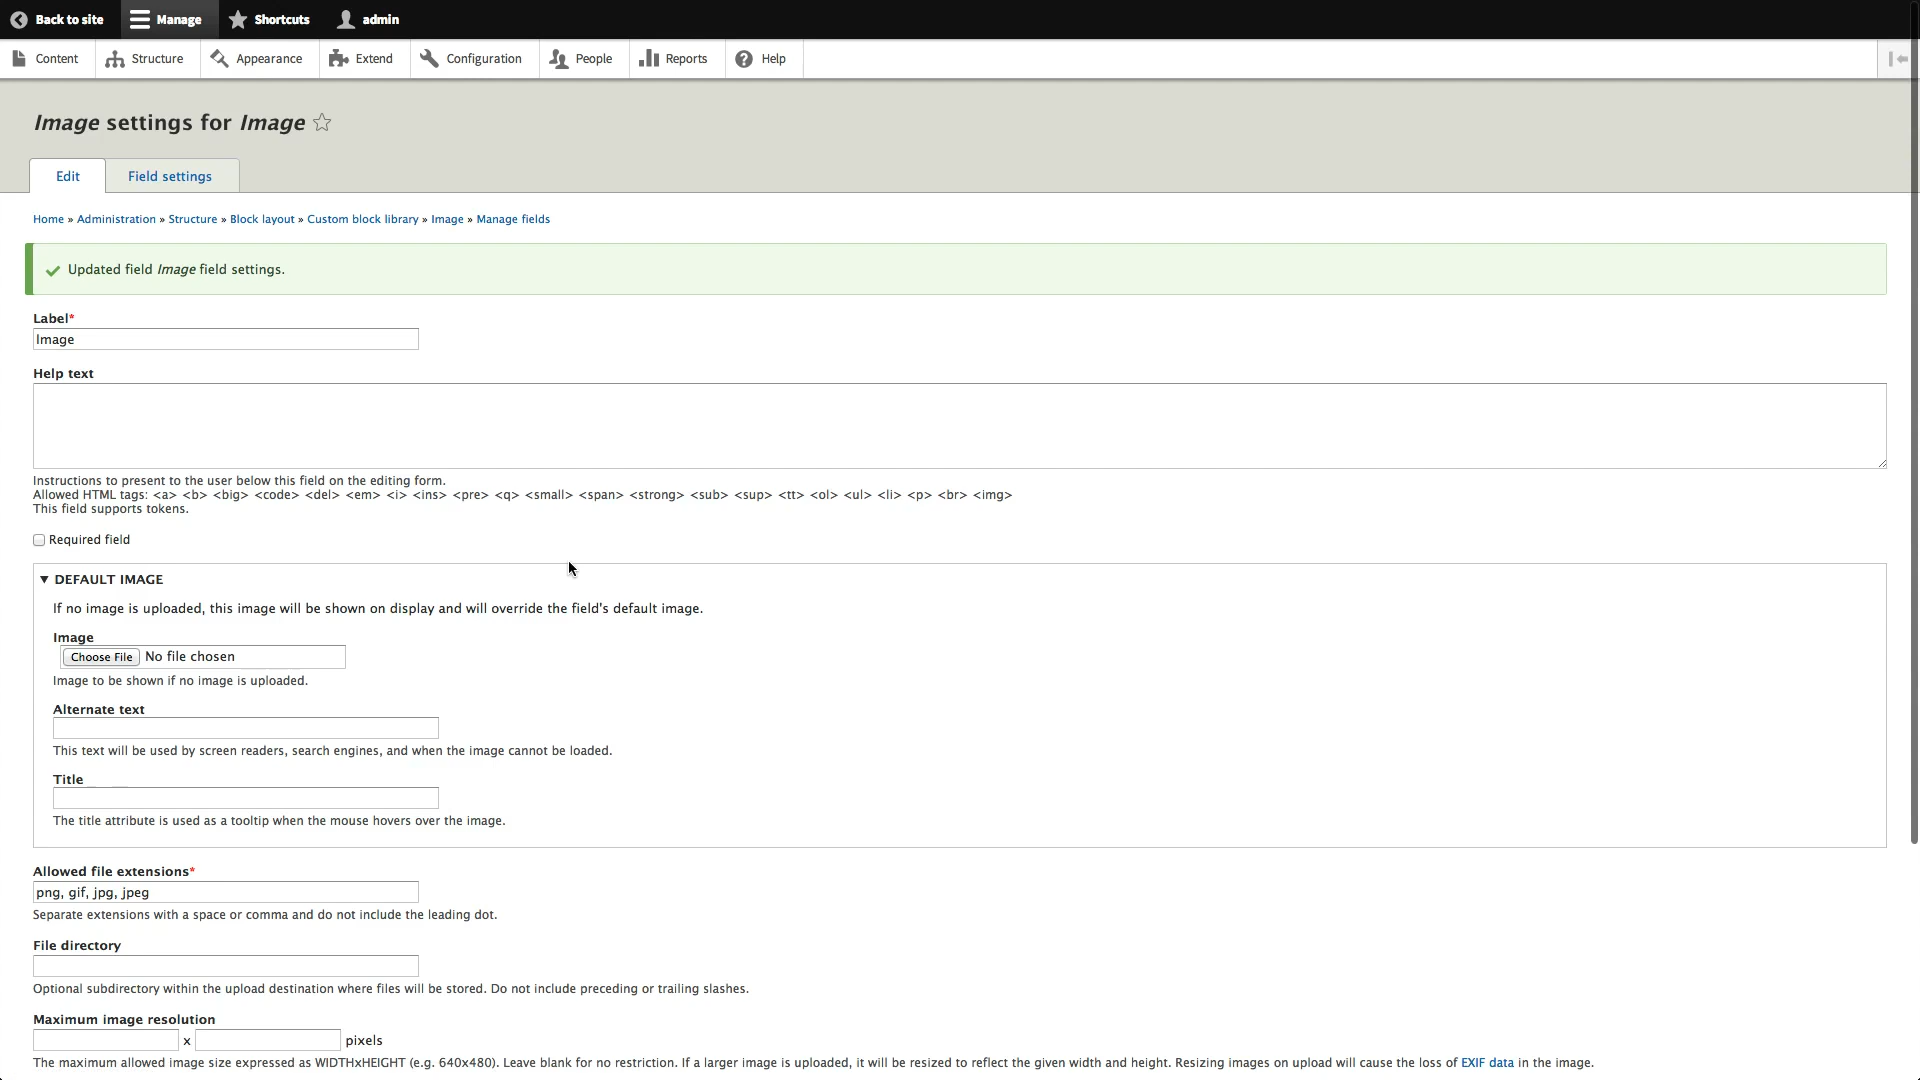 Back to site Manage Shortcuts admin
Content Structure Appearance Extend Configuration People Reports Help
Image settings for Image
Edit Field settings
Home » Administration » Structure » Block layout » Custom block library » Image » Manage fields
Updated field Image field settings.
Label*
Image
Help text
Instructions to present to the user below this field on the editing form.
Allowed HTML tags: <a> <b> <big> <code> <del> <em> <i> <ins> <pre> <q> <small> <span> <strong> <sub> <sup> <tt> <ol> <ul> <li> <p> <br> <img>
This field supports tokens.
Required field
DEFAULT IMAGE
If no image is uploaded, this image will be shown on display and will override the field's default image.
Image
Choose File No file chosen
Image to be shown if no image is uploaded.
Alternate text
This text will be used by screen readers, search engines, and when the image cannot be loaded.
Title
The title attribute is used as a tooltip when the mouse hovers over the image.
Allowed file extensions*
png, gif, jpg, jpeg
Separate extensions with a space or comma and do not include the leading dot.
File directory
Optional subdirectory within the upload destination where files will be stored. Do not include preceding or trailing slashes.
Maximum image resolution
x pixels
The maximum allowed image size expressed as WIDTHxHEIGHT (e.g. 640x480). Leave blank for no restriction. If a larger image is uploaded, it will be resized to reflect the given width and height. Resizing images on upload will cause the loss of EXIF data in the image.